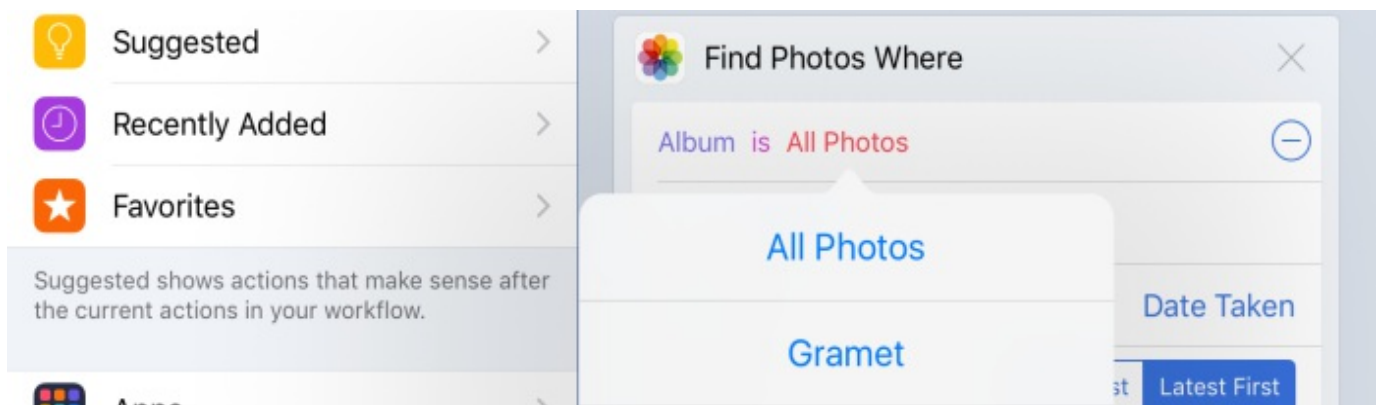 Suggested
Recently Added
Favorites
Suggested shows actions that make sense after
the current actions in your workflow.
Find Photos Where
Album is All Photos
All Photos
Gramet
Date Taken
Latest First